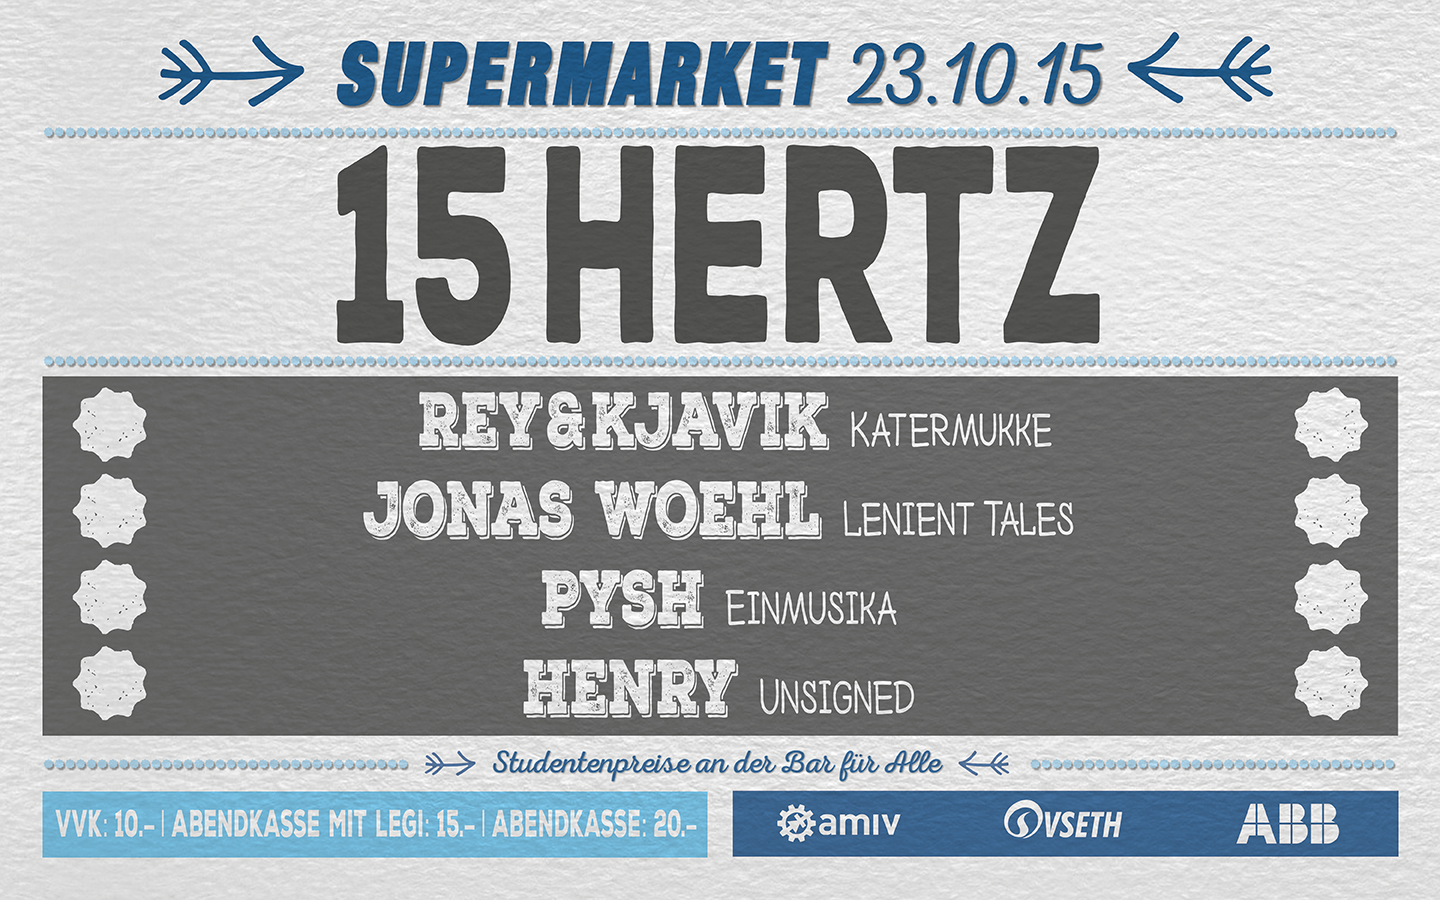 SUPERMARKET 23.10.15
15 HERTZ
REY&KJAVIK KATERMUKKE
JONAS WOEHL LENIENT TALES
PYSH EINMUSIKA
HENRY UNSIGNED
Studentenpreise an der Bar für Alle
VVK: 10.- | ABENDKASSE MIT LEGI: 15.- | ABENDKASSE: 20.-
amiv VSETH ABB